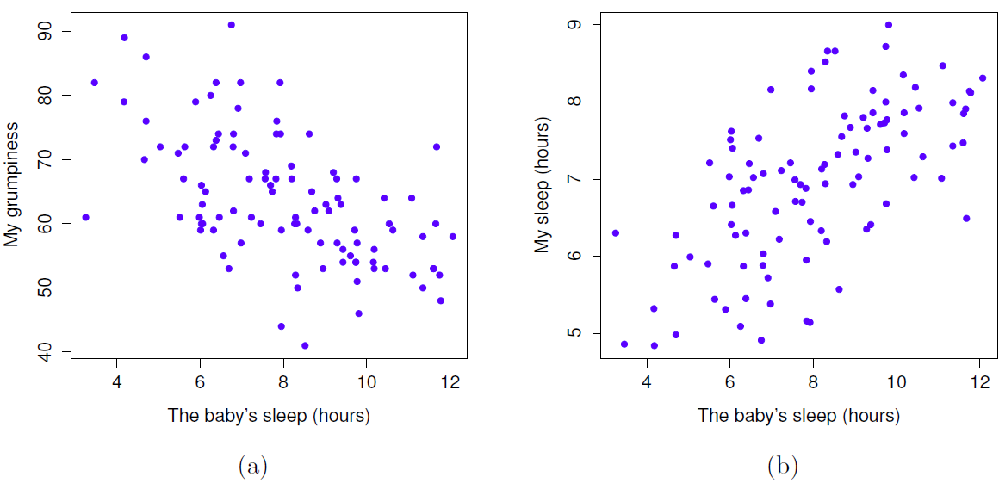 My grumpiness
90
80
70
60
50
40
4 6 8 10 12
The baby's sleep (hours)
(a)
My sleep (hours)
9
8
7
6
5
4 6 8 10 12
The baby's sleep (hours)
(b)